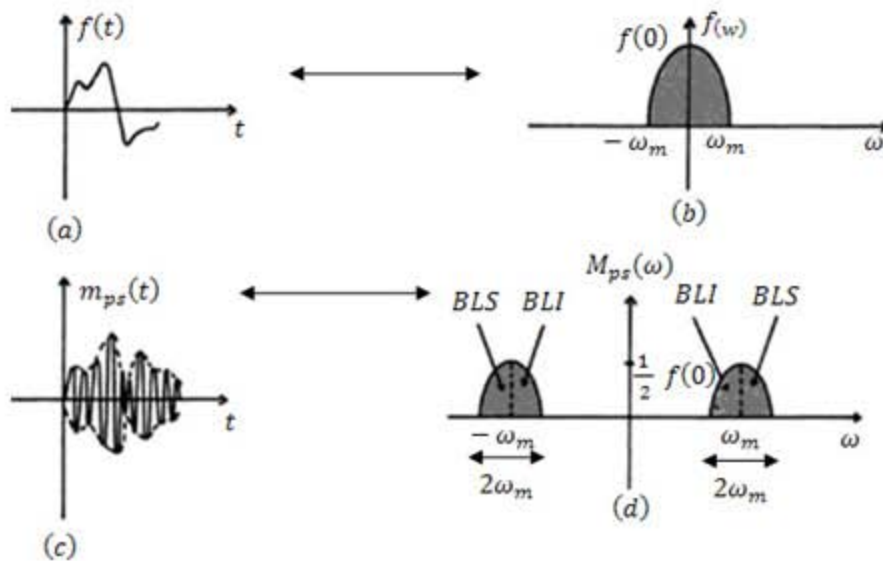 f(t)
t
(a)
f(0) f(w)
− ωm ωm ω
(b)
mps(t)
t
(c)
Mps(ω)
BLS BLI BLI BLS
1/2 f(0)
− ωm ωm ω
2ωm 2ωm
(d)